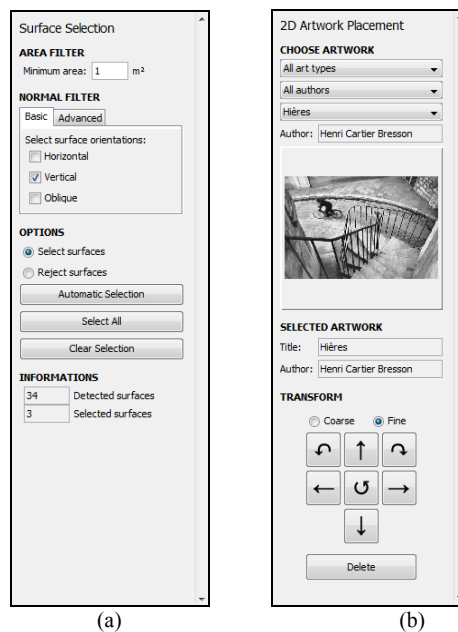 Surface Selection
AREA FILTER
Minimum area: 1 m²
NORMAL FILTER
Basic Advanced
Select surface orientations:
Horizontal
Vertical
Oblique
OPTIONS
Select surfaces
Reject surfaces
Automatic Selection
Select All
Clear Selection
INFORMATIONS
34 Detected surfaces
3 Selected surfaces
(a)
2D Artwork Placement
CHOOSE ARTWORK
All art types
All authors
Hières
Author: Henri Cartier Bresson
SELECTED ARTWORK
Title: Hières
Author: Henri Cartier Bresson
TRANSFORM
Coarse Fine
Delete
(b)